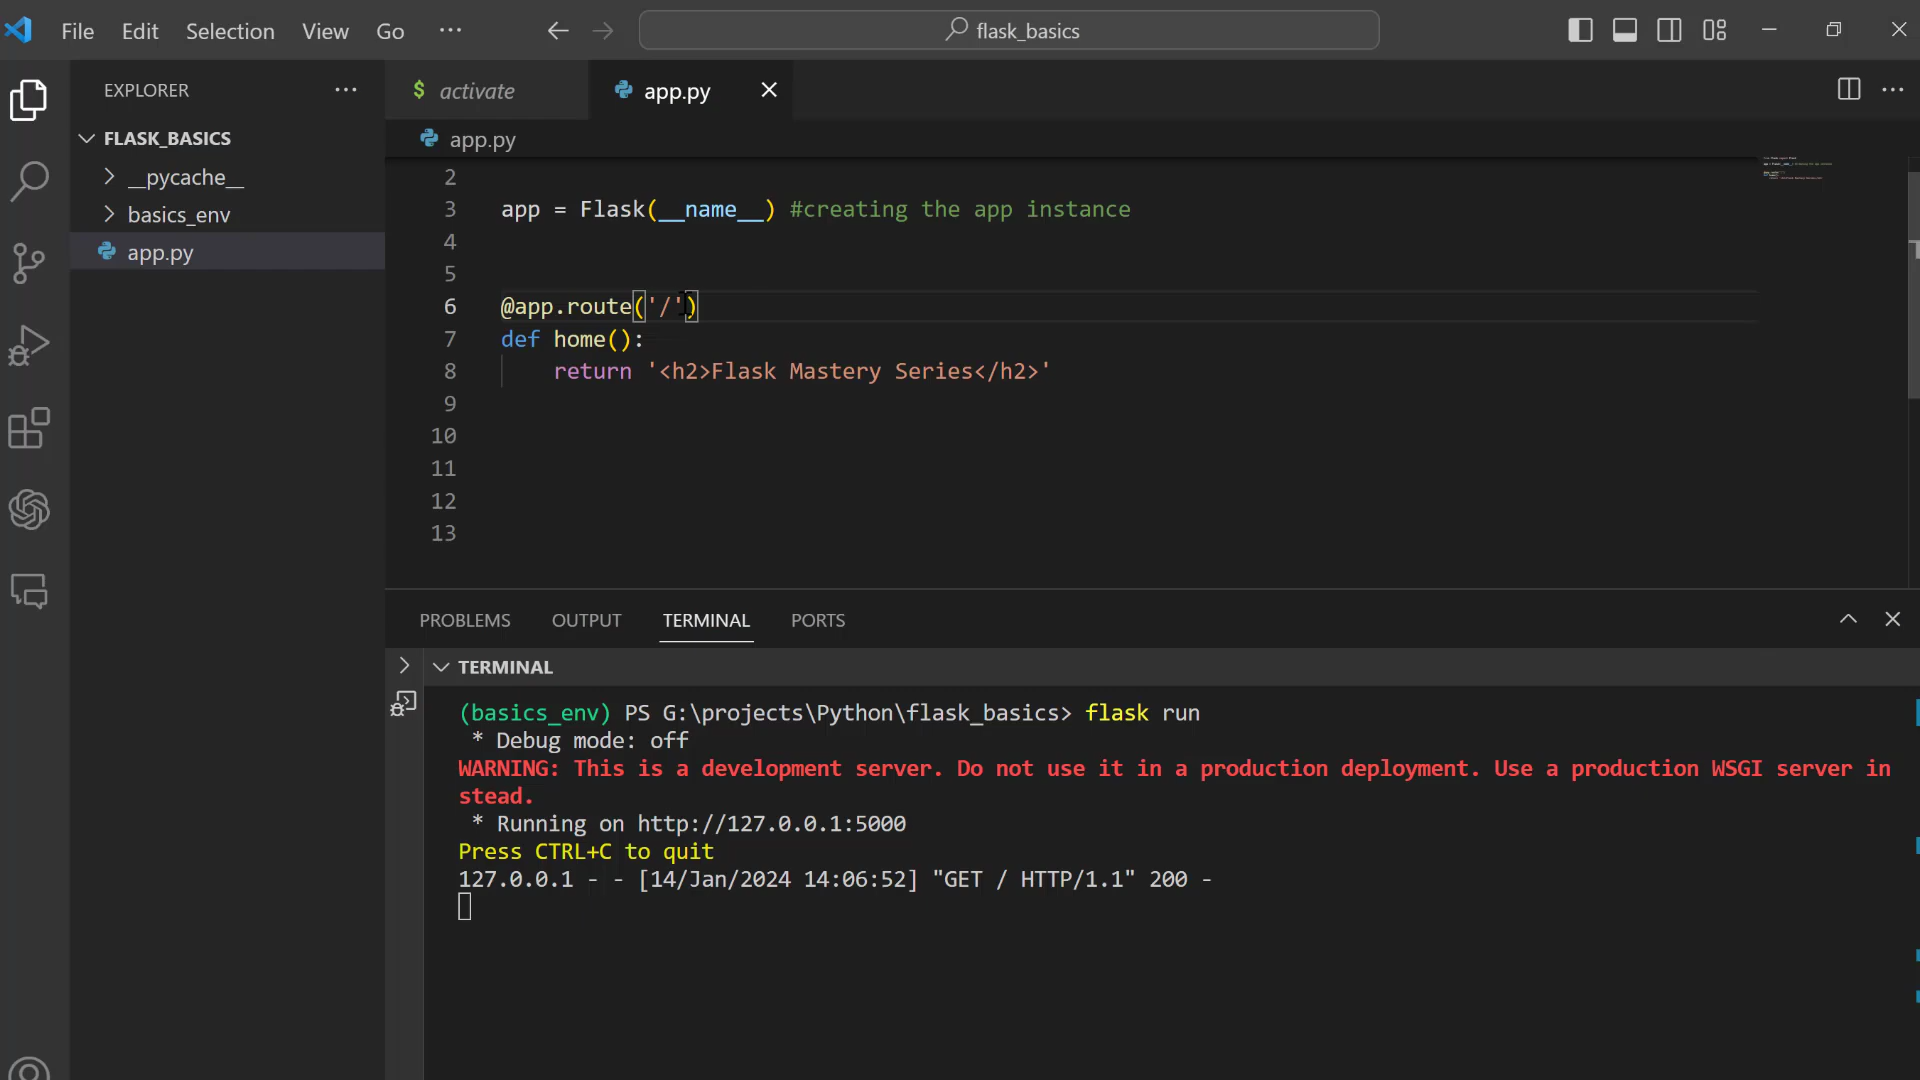 File Edit Selection View Go ··· flask_basics
EXPLORER ···
activate app.py
FLASK_BASICS
app.py
__pycache__
basics_env
app.py
2
3 app = Flask(__name__) #creating the app instance
4
5
6 @app.route('/')
7 def home():
8 return '<h2>Flask Mastery Series</h2>'
9
10
11
12
13
PROBLEMS OUTPUT TERMINAL PORTS
TERMINAL
(basics_env) PS G:\projects\Python\flask_basics> flask run
* Debug mode: off
WARNING: This is a development server. Do not use it in a production deployment. Use a production WSGI server in
stead.
* Running on http://127.0.0.1:5000
Press CTRL+C to quit
127.0.0.1 - - [14/Jan/2024 14:06:52] "GET / HTTP/1.1" 200 -